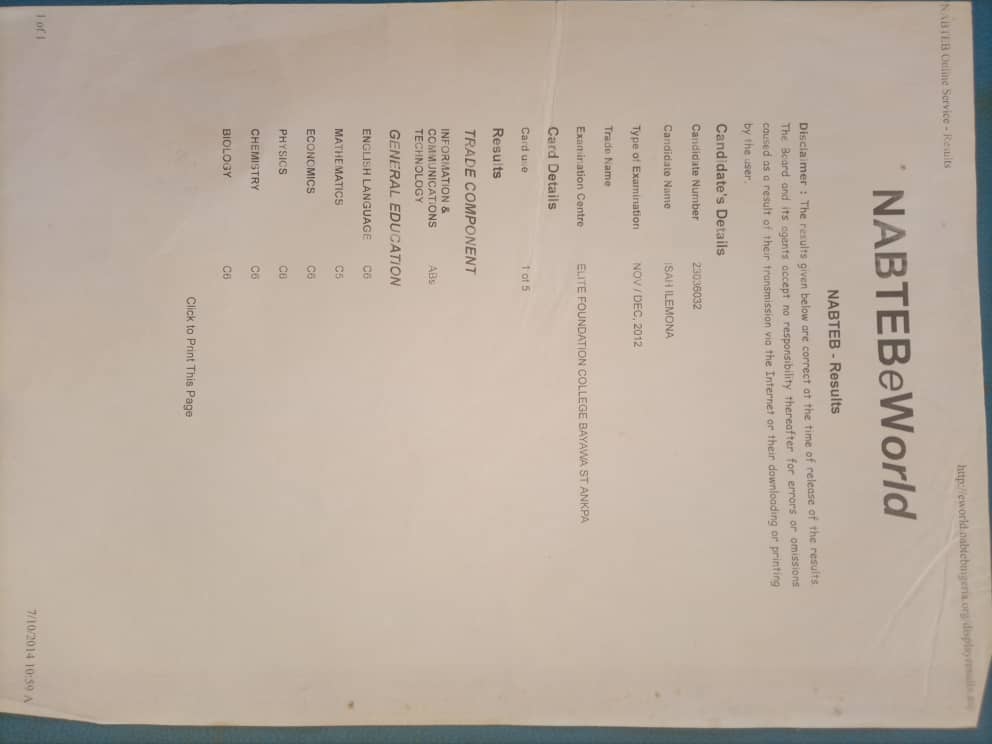 NABTEB Online Service - Results
http://eworld.nabtebnigeria.org/displayresults.asp
NABTEBeWorld
NABTEB - Results
Disclaimer : The results given below are correct at the time of release of the results.
The Board and its agents accept no responsibility thereafter for errors or omissions
caused as a result of their transmission via the Internet or their downloading or printing
by the user.
Candidate's Details
Candidate Number 23036032
Candidate Name ISAH ILEMONA
Type of Examination NOV / DEC, 2012
Trade Name
Examination Centre ELITE FOUNDATION COLLEGE BAYAWA ST ANKPA
Card Details
Card use 1 of 5
Results
TRADE COMPONENT
INFORMATION &
COMMUNICATIONS ABs
TECHNOLOGY
GENERAL EDUCATION
ENGLISH LANGUAGE C6
MATHEMATICS C5
ECONOMICS C6
PHYSICS C6
CHEMISTRY C6
BIOLOGY C6
Click to Print This Page
1 of 1
7/10/2014 10:59 A